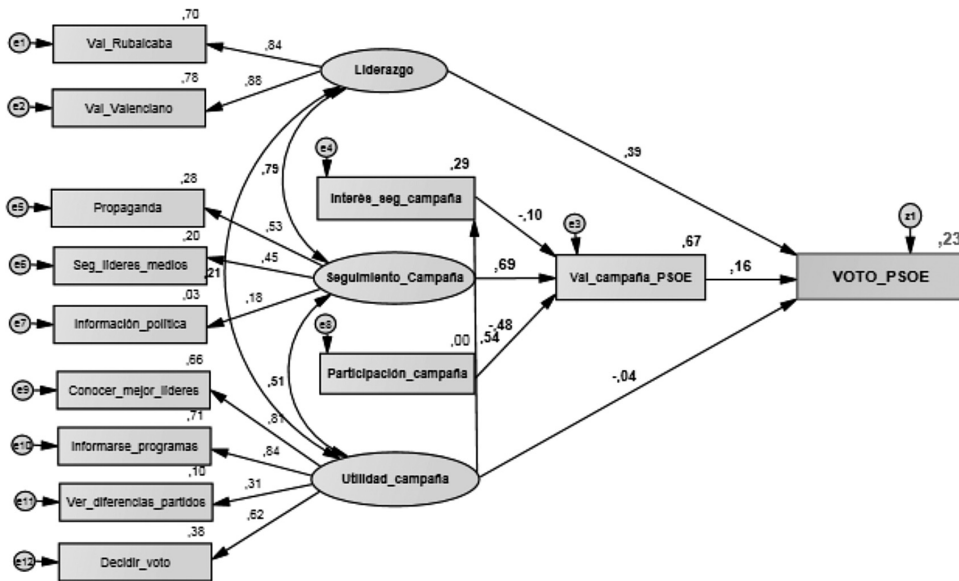 ,70
e1
Val_Rubalcaba
,84
Liderazgo
,78
,88
e2
Val_Valenciano
,39
e4
,29
,79
Interés_seg_campaña
,28
e5
Propaganda
-,10
,53
e3
z1
,20
,67
,23
e6
Seg_lideres_medios
,45
,21
Seguimiento_Campaña
,69
Val_campaña_PSOE
,16
VOTO_PSOE
,03
,18
e7
Información_política
e8
-,48
,54
,00
Participación_campaña
,66
e9
Conocer_mejor_lideres
,51
-,04
,81
,71
e10
Informarse_programas
,84
,10
Utilidad_campaña
,31
e11
Ver_diferencias_partidos
,62
,38
e12
Decidir_voto